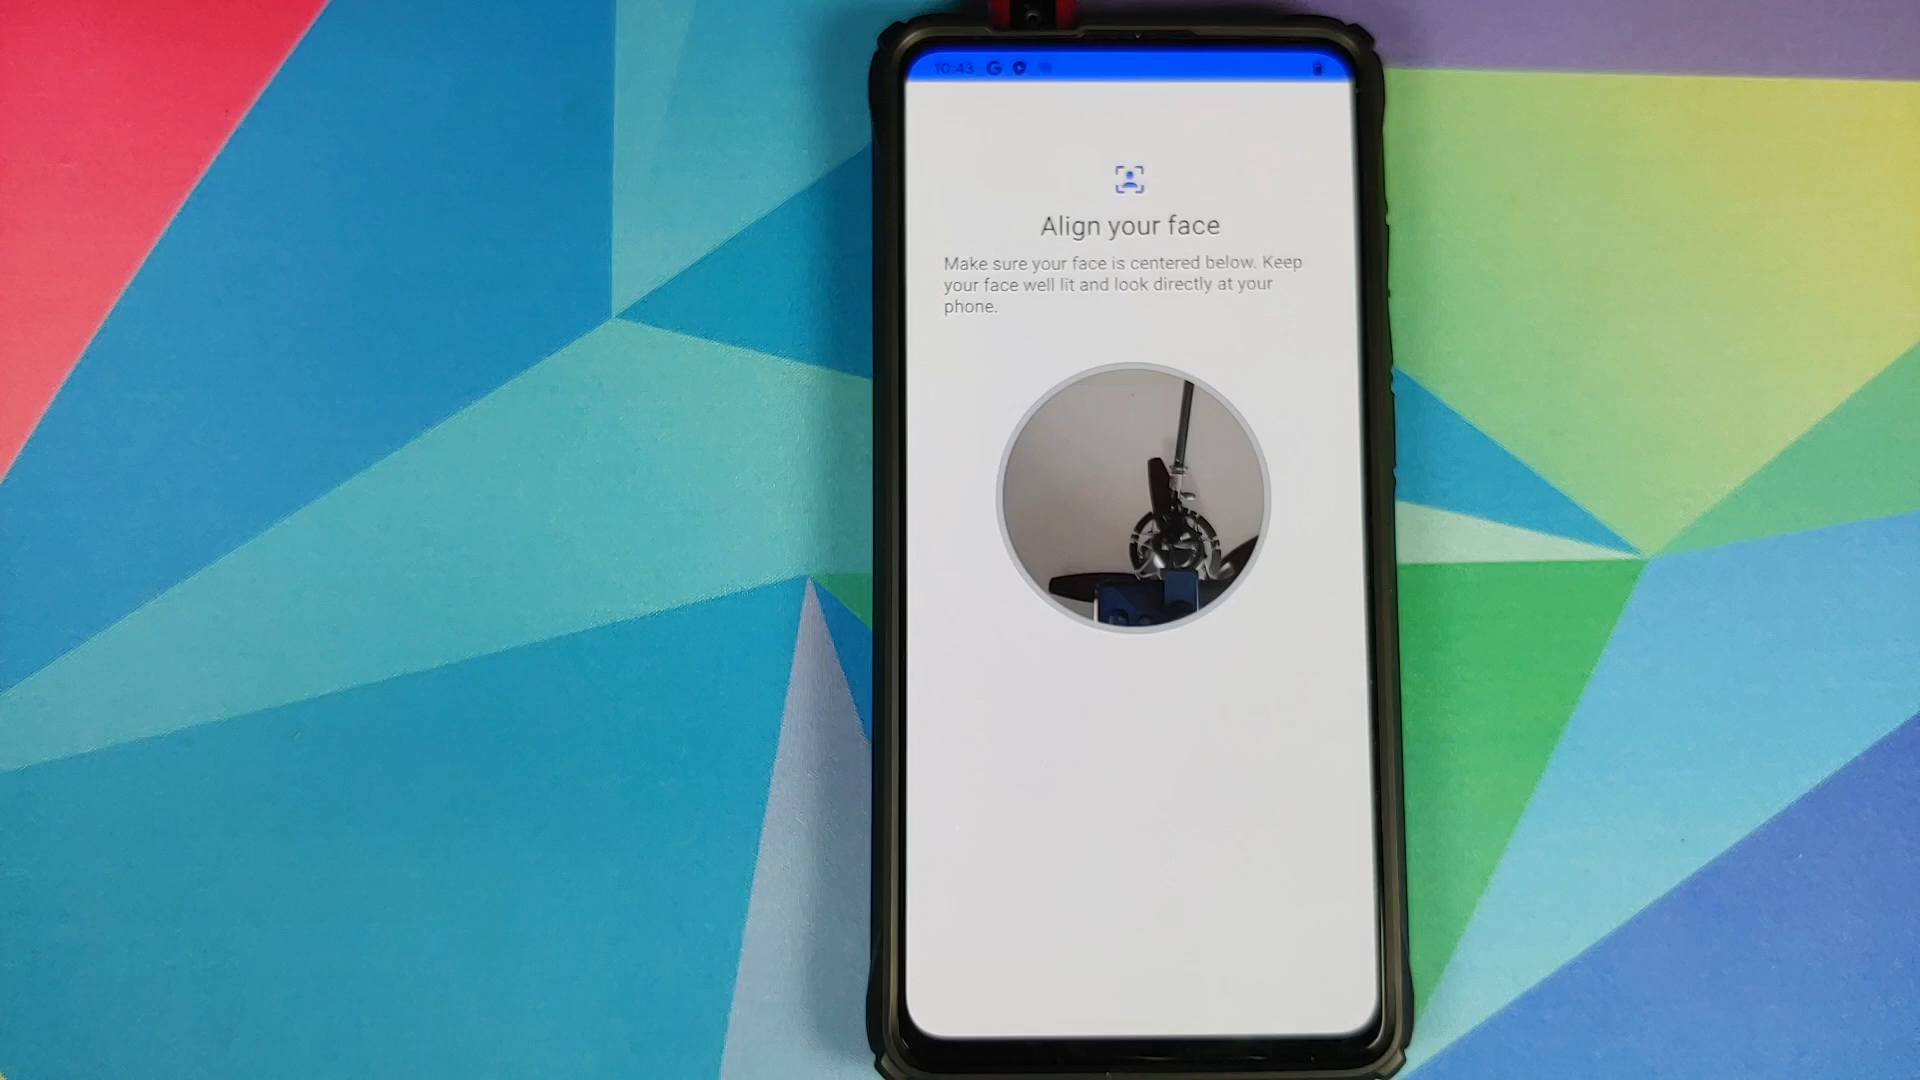 10:43 G
Align your face
Make sure your face is centered below. Keep
your face well lit and look directly at your
phone.